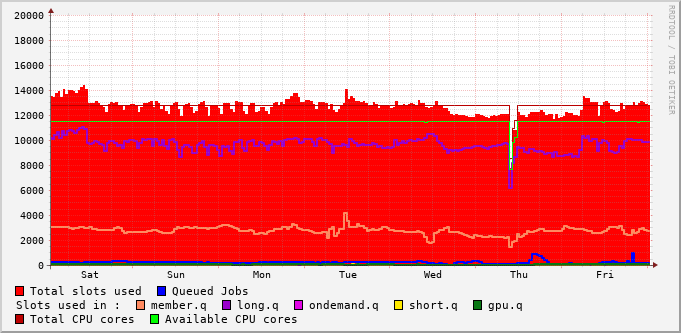 RRDTOOL / TOBI OETIKER
20000
18000
16000
14000
12000
10000
8000
6000
4000
2000
0
Sat Sun Mon Tue Wed Thu Fri
Total slots used Queued Jobs
Slots used in : member.q long.q ondemand.q short.q gpu.q
Total CPU cores Available CPU cores